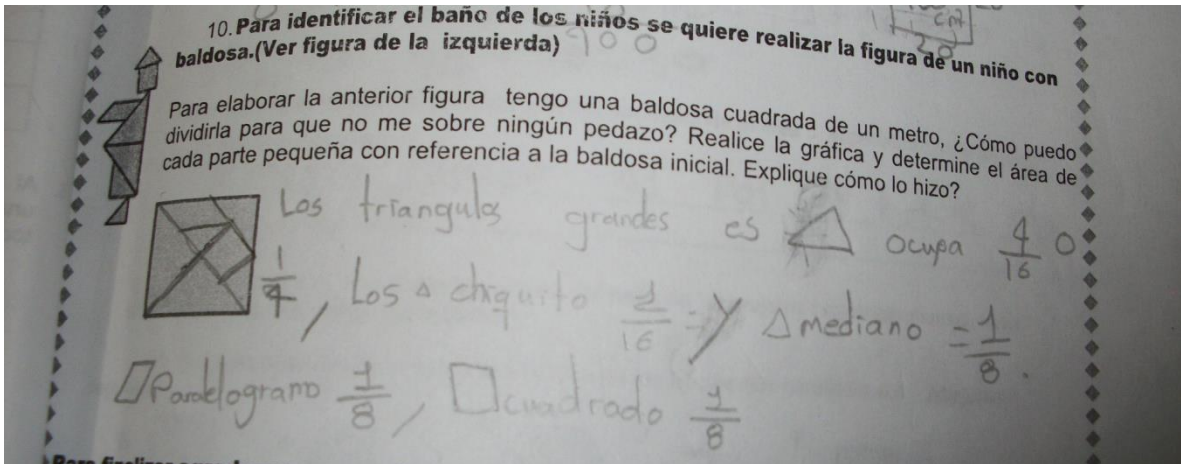 cm²
20
10. Para identificar el baño de los niños se quiere realizar la figura de un niño con
baldosa.(Ver figura de la izquierda) 900
Para elaborar la anterior figura tengo una baldosa cuadrada de un metro, ¿Cómo puedo
dividirla para que no me sobre ningún pedazo? Realice la gráfica y determine el área de
cada parte pequeña con referencia a la baldosa inicial. Explique cómo lo hizo?
Los triangulos grandes es ocupa 4/16 o
1/4, Los △ chiquito 1/16 = y △ mediano = 1/8.
▱ Paralelogramo 1/8, □ cuadrado 1/8